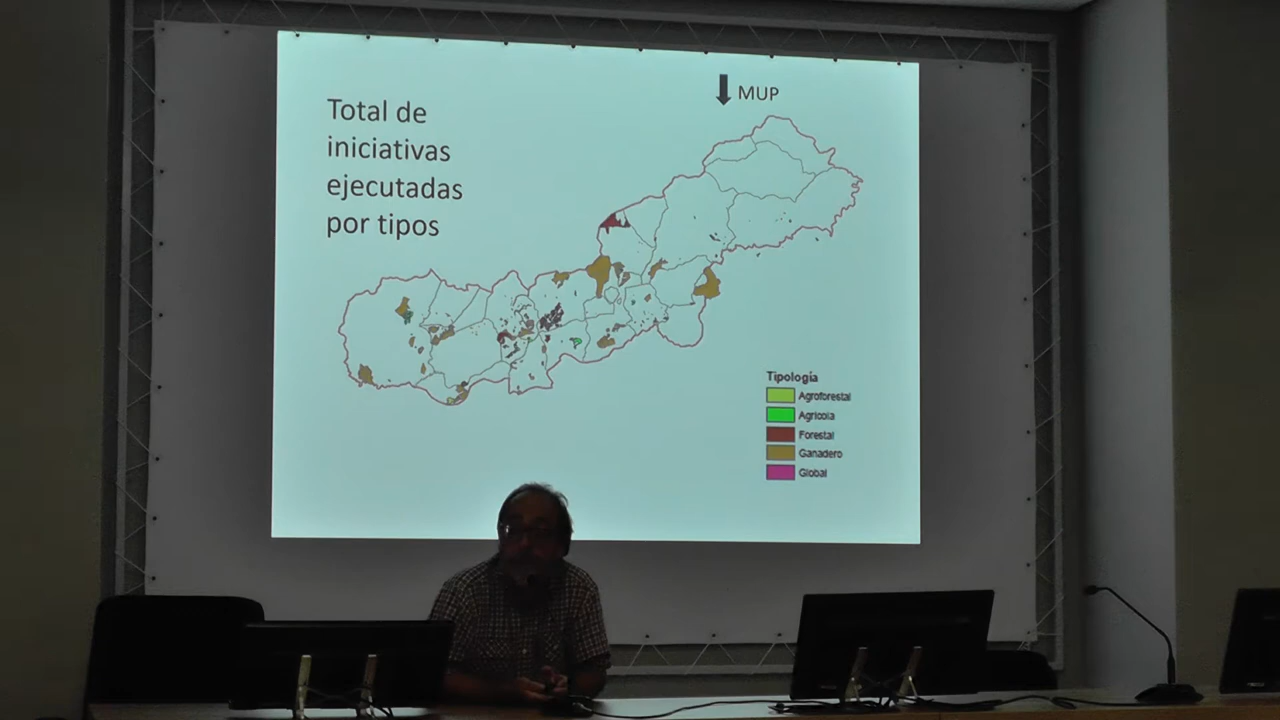 Total de
iniciativas
ejecutadas
por tipos
MUP
Tipología
Agroforestal
Agrícola
Forestal
Ganadero
Global